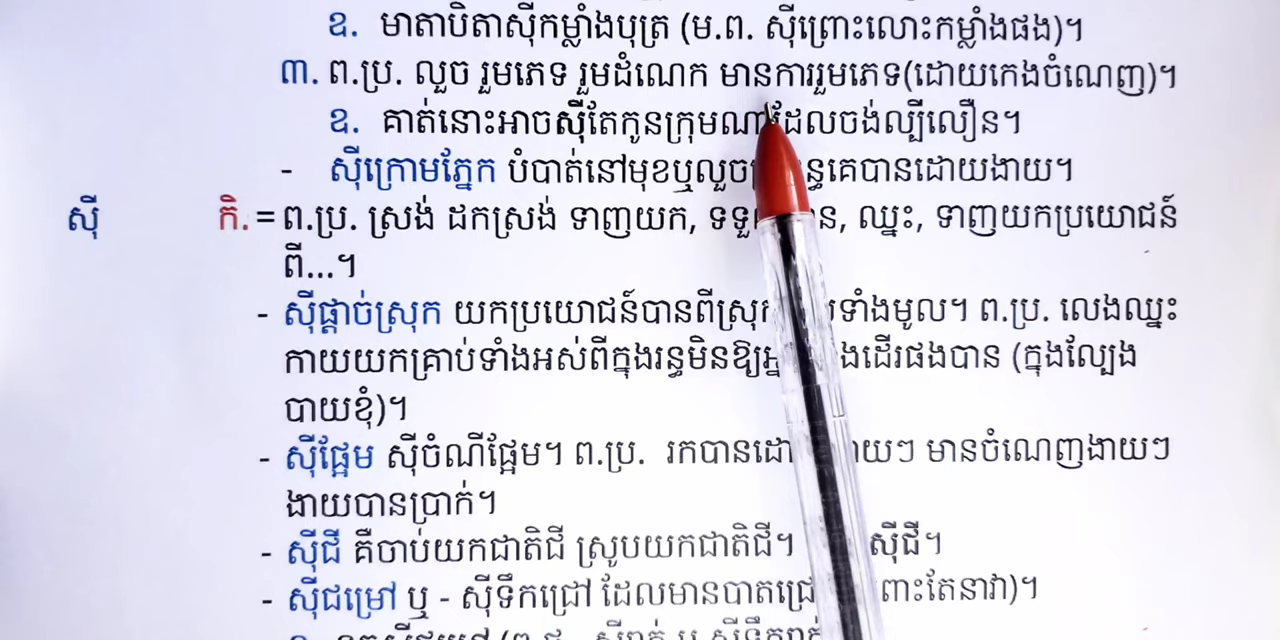 ឧ. មាតាបិតាស៊ីកម្លាំងបុត្រ (ម.ព. ស៊ីព្រោះលោះកម្លាំងផង)។
៣. ព.ប្រ. លួច រួមភេទ រួមដំណេក មានការរួមភេទ(ដោយកេងចំណេញ)។
ឧ. គាត់នោះអាចស៊ីតែកូនក្រុមណាដែលចង់ល្បីលឿន។
- ស៊ីក្រោមភ្នែក បំបាត់នៅមុខឬលួច គេបានដោយងាយ។
ស៊ី កិ. = ព.ប្រ. ស្រង់ ដកស្រង់ ទាញយក, ឈ្នះ, ទាញយកប្រយោជន៍
ពី...។
- ស៊ីផ្ដាច់ស្រុក យកប្រយោជន៍បានពីស្រុក ទាំងមូល។ ព.ប្រ. លេងឈ្នះ
កាយយកគ្រាប់ទាំងអស់ពីក្នុងរន្ធមិនឱ្យ ដើរផងបាន (ក្នុងល្បែង
បាយខុំ)។
- ស៊ីផ្អែម ស៊ីចំណីផ្អែម។ ព.ប្រ. រកបាន មានចំណេញងាយៗ
ងាយបានប្រាក់។
- ស៊ីជី គឺចាប់យកជាតិជី ស្រូបយកជាតិជី។ ស៊ីជី។
- ស៊ីជម្រៅ ឬ - ស៊ីទឹកជ្រៅ ដែលមានបាត តែនាវា)។